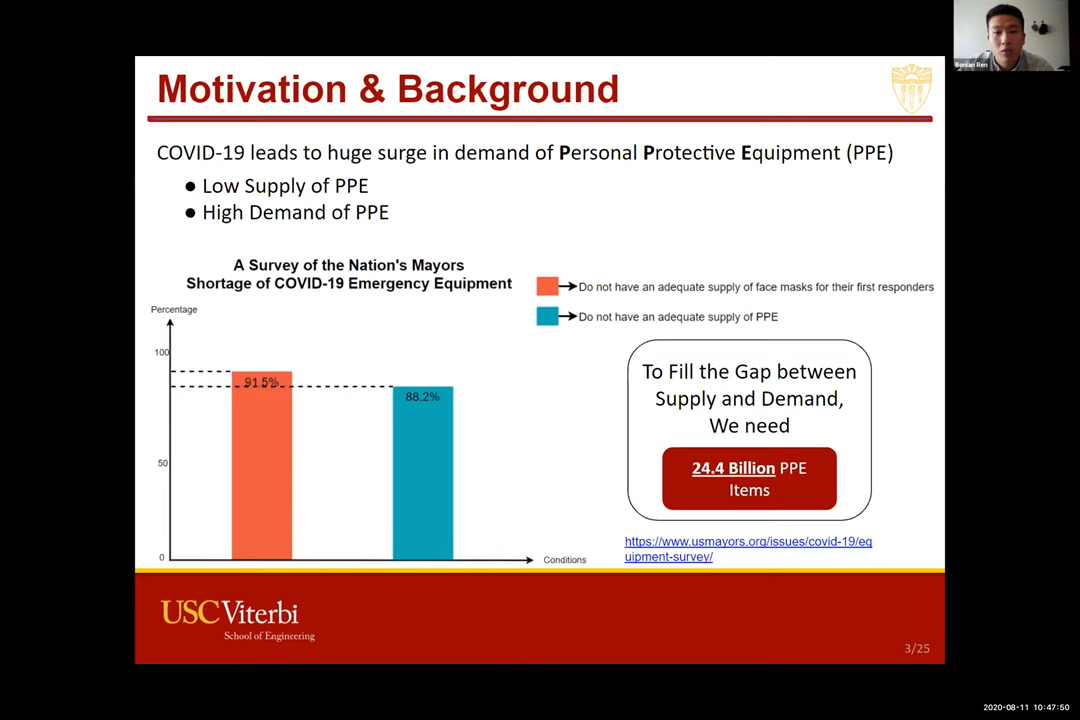 Benian Ren
Motivation & Background
COVID-19 leads to huge surge in demand of Personal Protective Equipment (PPE)
● Low Supply of PPE
● High Demand of PPE
A Survey of the Nation's Mayors
Shortage of COVID-19 Emergency Equipment
Do not have an adequate supply of face masks for their first responders
Do not have an adequate supply of PPE
Percentage
100
50
0
91.5%
88.2%
Conditions
To Fill the Gap between
Supply and Demand,
We need
24.4 Billion PPE
Items
https://www.usmayors.org/issues/covid-19/eq
uipment-survey/
USC Viterbi
School of Engineering
3/25
2020-08-11 10:47:50